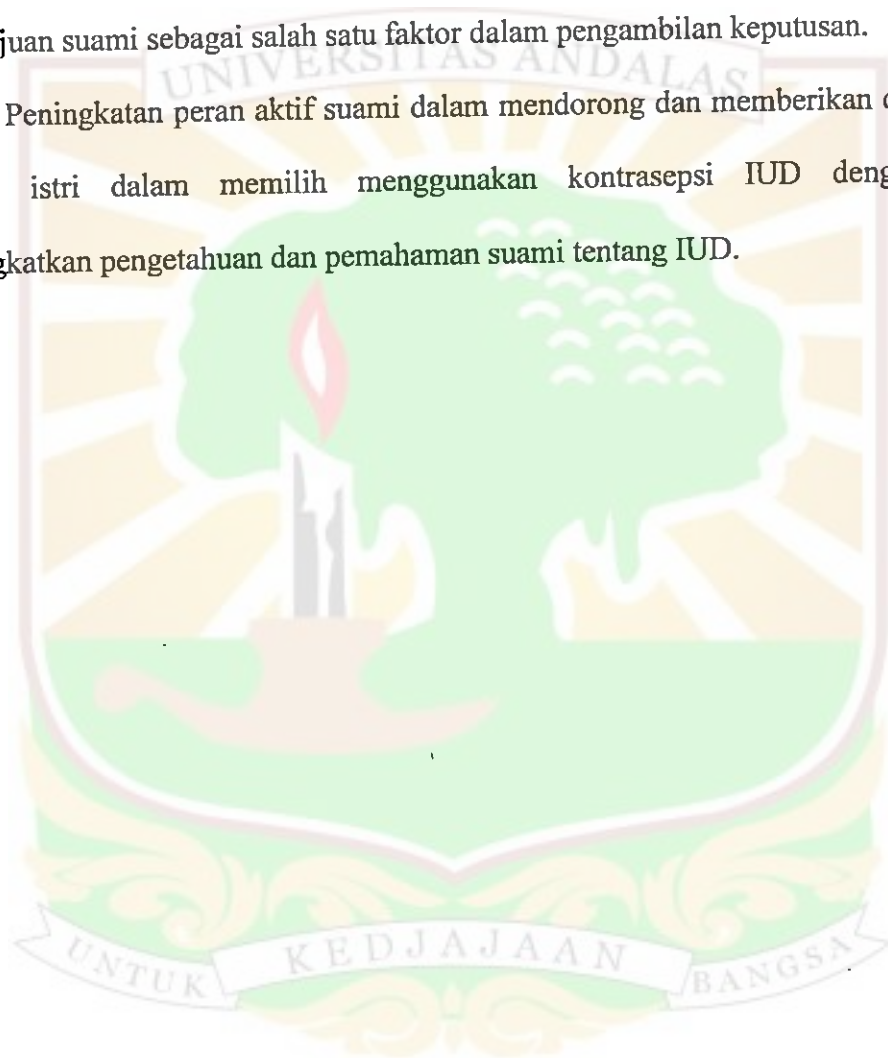 juan suami sebagai salah satu faktor dalam pengambilan keputusan.
UNIVERSITAS ANDALAS
Peningkatan peran aktif suami dalam mendorong dan memberikan
istri dalam memilih menggunakan kontrasepsi IUD deng
gkatkan pengetahuan dan pemahaman suami tentang IUD.
UNTUK KEDJAJAAN BANGSA